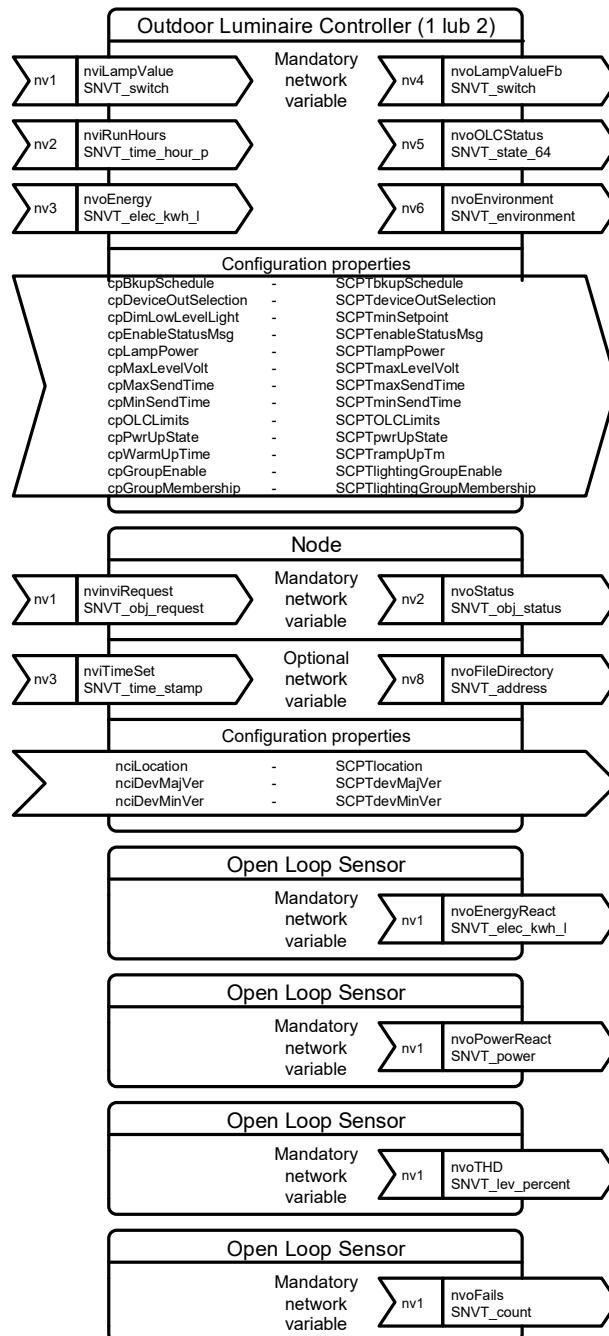 Outdoor Luminaire Controller (1 lub 2)
nv1
nviLampValue
SNVT_switch
Mandatory
network
variable
nv4
nvoLampValueFb
SNVT_switch
nv2
nviRunHours
SNVT_time_hour_p
nv5
nvoOLCStatus
SNVT_state_64
nv3
nvoEnergy
SNVT_elec_kwh_l
nv6
nvoEnvironment
SNVT_environment
Configuration properties
cpBkupSchedule - SCPTbkupSchedule
cpDeviceOutSelection - SCPTdeviceOutSelection
cpDimLowLevelLight - SCPTminSetpoint
cpEnableStatusMsg - SCPTenableStatusMsg
cpLampPower - SCPTlampPower
cpMaxLevelVolt - SCPTmaxLevelVolt
cpMaxSendTime - SCPTmaxSendTime
cpMinSendTime - SCPTminSendTime
cpOLCLimits - SCPTOLCLimits
cpPwrUpState - SCPTpwrUpState
cpWarmUpTime - SCPTrampUpTm
cpGroupEnable - SCPTlightingGroupEnable
cpGroupMembership - SCPTlightingGroupMembership
Node
nv1
nvinviRequest
SNVT_obj_request
Mandatory
network
variable
nv2
nvoStatus
SNVT_obj_status
nv3
nviTimeSet
SNVT_time_stamp
Optional
network
variable
nv8
nvoFileDirectory
SNVT_address
Configuration properties
nciLocation - SCPTlocation
nciDevMajVer - SCPTdevMajVer
nciDevMinVer - SCPTdevMinVer
Open Loop Sensor
Mandatory
network
variable
nv1
nvoEnergyReact
SNVT_elec_kwh_l
Open Loop Sensor
Mandatory
network
variable
nv1
nvoPowerReact
SNVT_power
Open Loop Sensor
Mandatory
network
variable
nv1
nvoTHD
SNVT_lev_percent
Open Loop Sensor
Mandatory
network
variable
nv1
nvoFails
SNVT_count